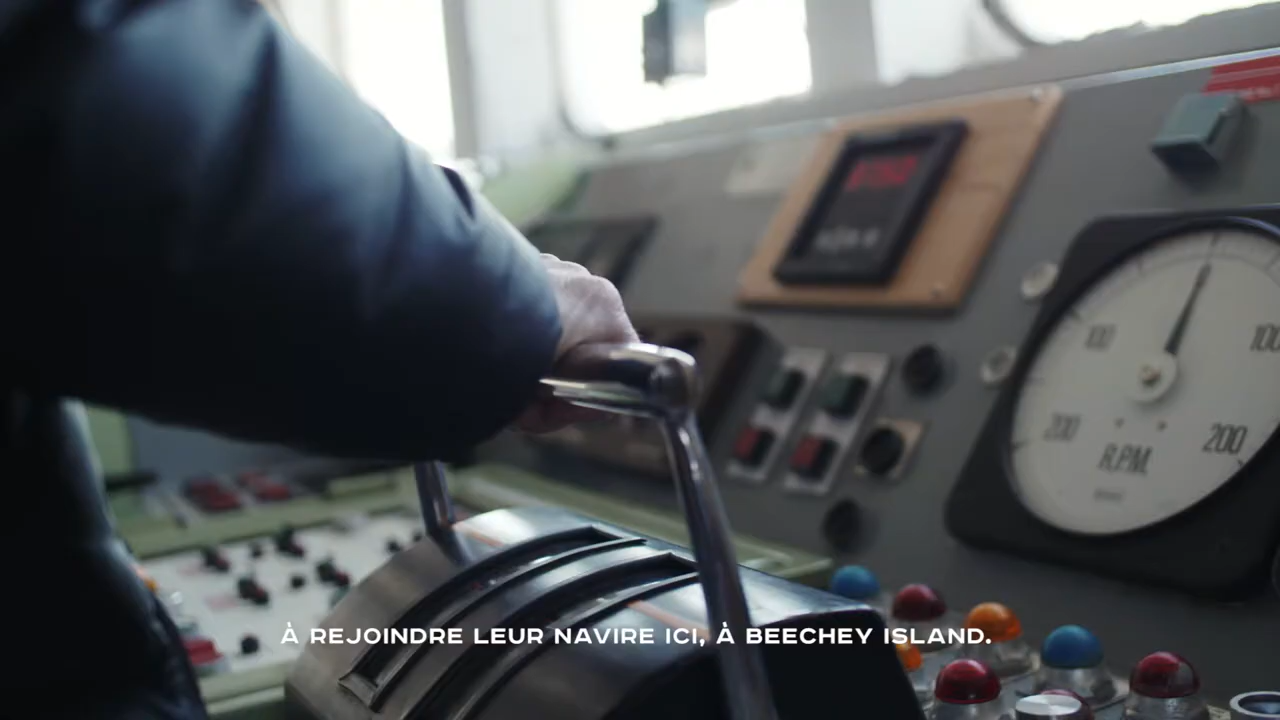 100
100
200
200
R.P.M.
À REJOINDRE LEUR NAVIRE ICI, À BEECHEY ISLAND.